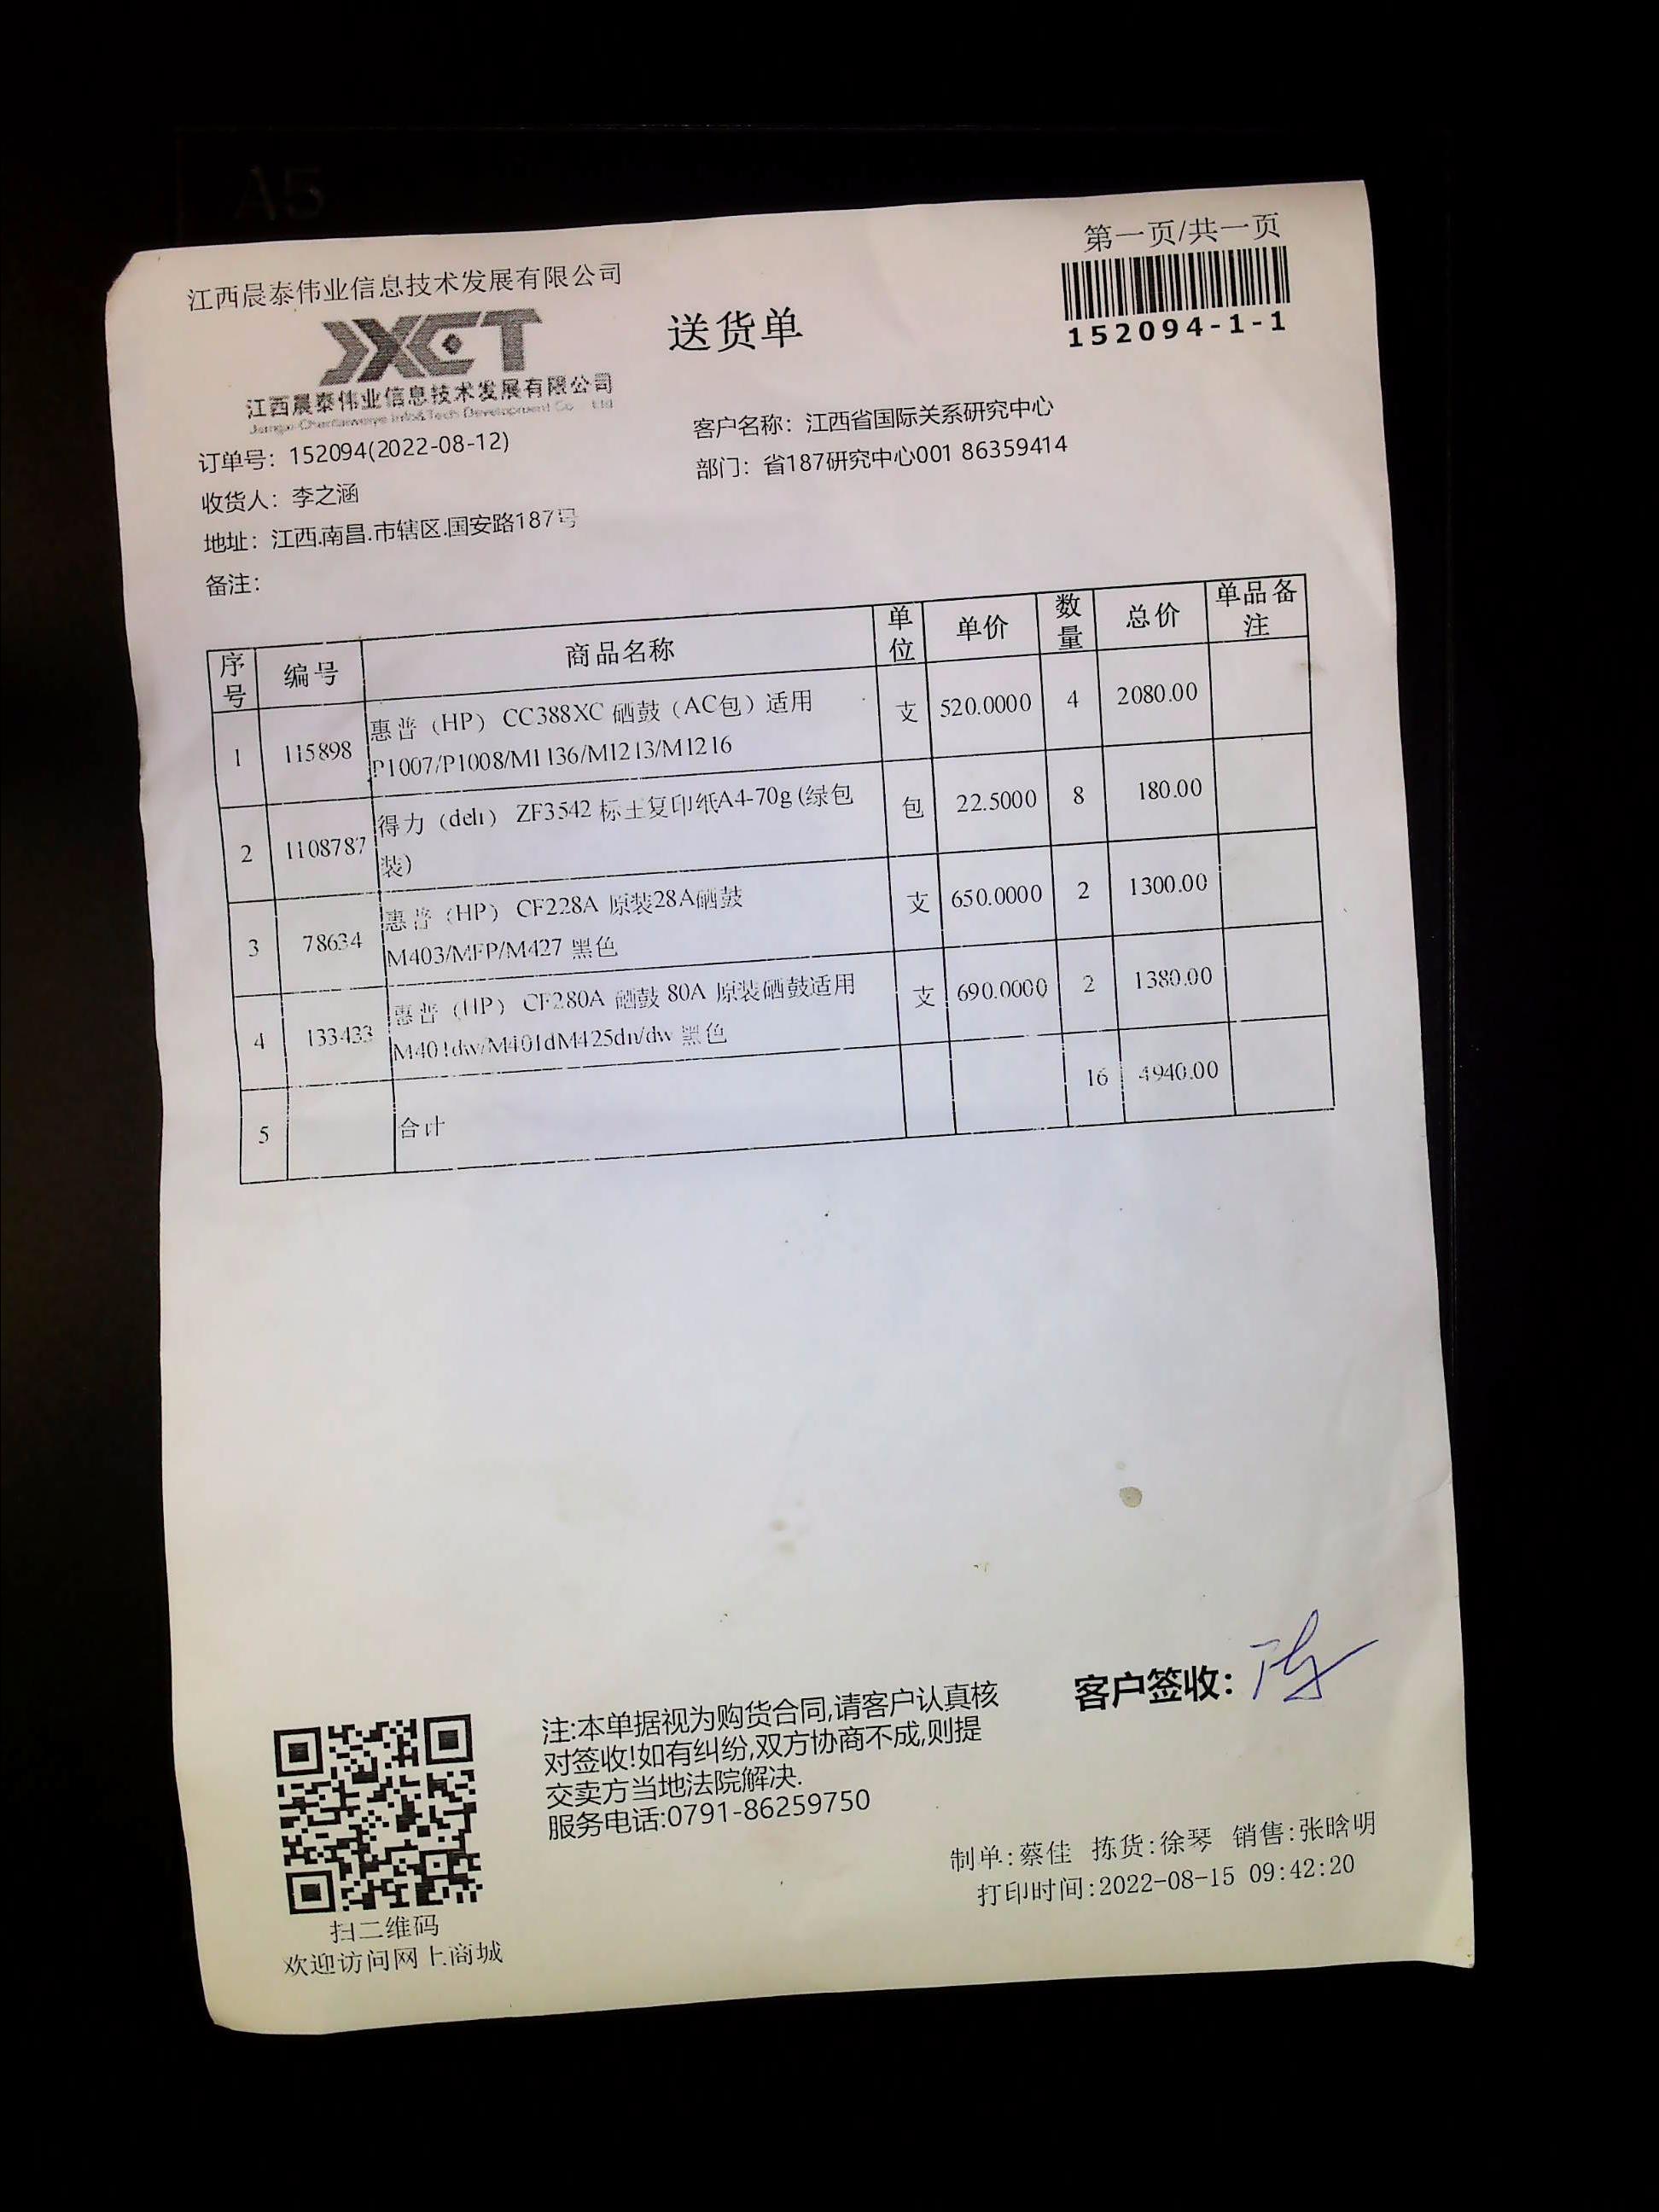 A5
第一页/共一页
江西晨泰伟业信息技术发展有限公司
JXCT
送货单
152094-1-1
江西晨泰伟业信息技术发展有限公司
订单号：152094(2022-08-12)
客户名称：江西省国际关系研究中心
收货人：李之涵
部门：省187研究中心001 86359414
地址：江西.南昌.市辖区.国安路187号
备注：
序号 编号 商品名称 单位 单价 数量 总价 单品备注
1 115898 惠普（HP） CC388XC 硒鼓（AC包）适用 支 520.0000 4 2080.00
P1007/P1008/M1136/M1213/M1216
2 1108787 得力（deli） ZF3542 标王复印纸A4-70g(绿包 包 22.5000 8 180.00
装)
3 78634 惠普（HP） CF228A 原装28A硒鼓 支 650.0000 2 1300.00
M403/MFP/M427 黑色
4 133433 惠普（HP） CF280A 硒鼓 80A 原装硒鼓适用 支 690.0000 2 1380.00
M401dw/M401dM425dn/dw 黑色
5 合计 16 4940.00
客户签收：
注:本单据视为购货合同,请客户认真核
对签收!如有纠纷,双方协商不成,则提
交卖方当地法院解决.
服务电话:0791-86259750
制单:蔡佳 拣货:徐琴 销售:张晗明
打印时间:2022-08-15 09:42:20
扫二维码
欢迎访问网上商城